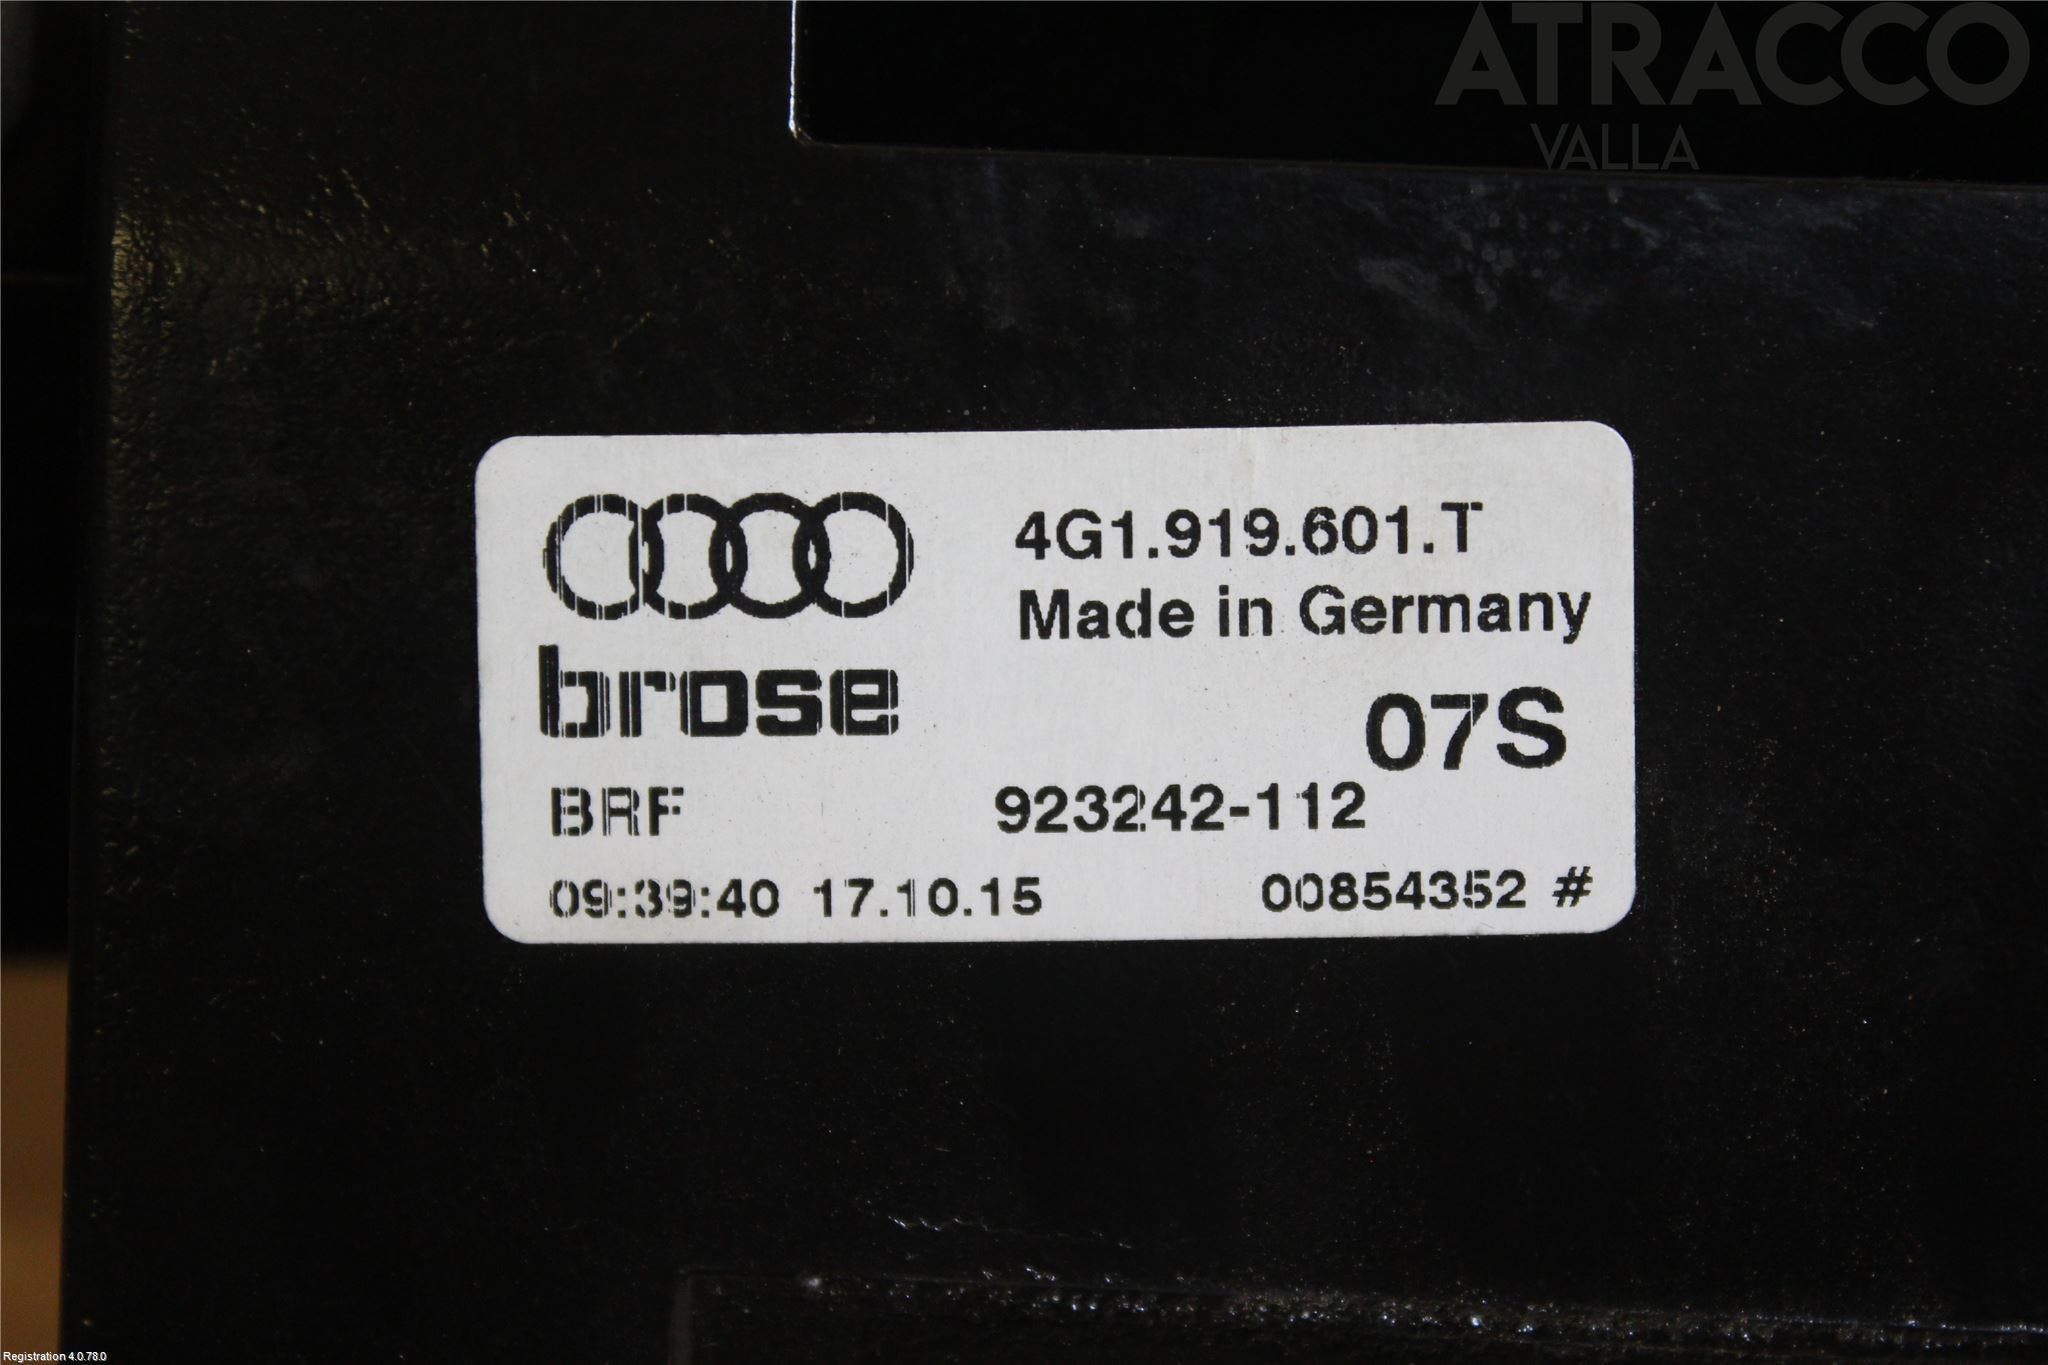 ATRACCO
VALLA
4G1.919.601.T
Made in Germany
brose
07S
BRF 923242-112
09:39:40 17.10.15 00854352 #
Registration 4.0.78.0